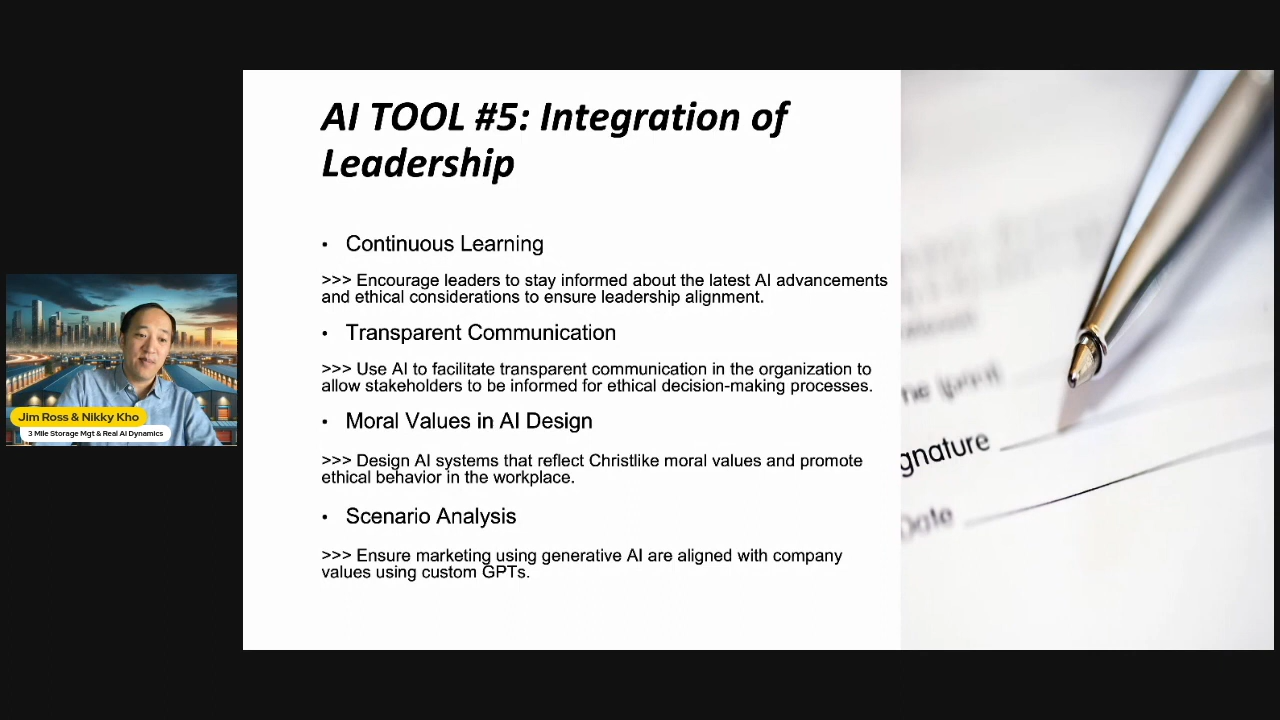 AI TOOL #5: Integration of
Leadership
• Continuous Learning
>>> Encourage leaders to stay informed about the latest AI advancements
and ethical considerations to ensure leadership alignment.
• Transparent Communication
>>> Use AI to facilitate transparent communication in the organization to
allow stakeholders to be informed for ethical decision-making processes.
• Moral Values in AI Design
>>> Design AI systems that reflect Christlike moral values and promote
ethical behavior in the workplace.
• Scenario Analysis
>>> Ensure marketing using generative AI are aligned with company
values using custom GPTs.
Jim Ross & Nikky Kho
3 Mile Storage Mgt & Real AI Dynamics
gnature
Date